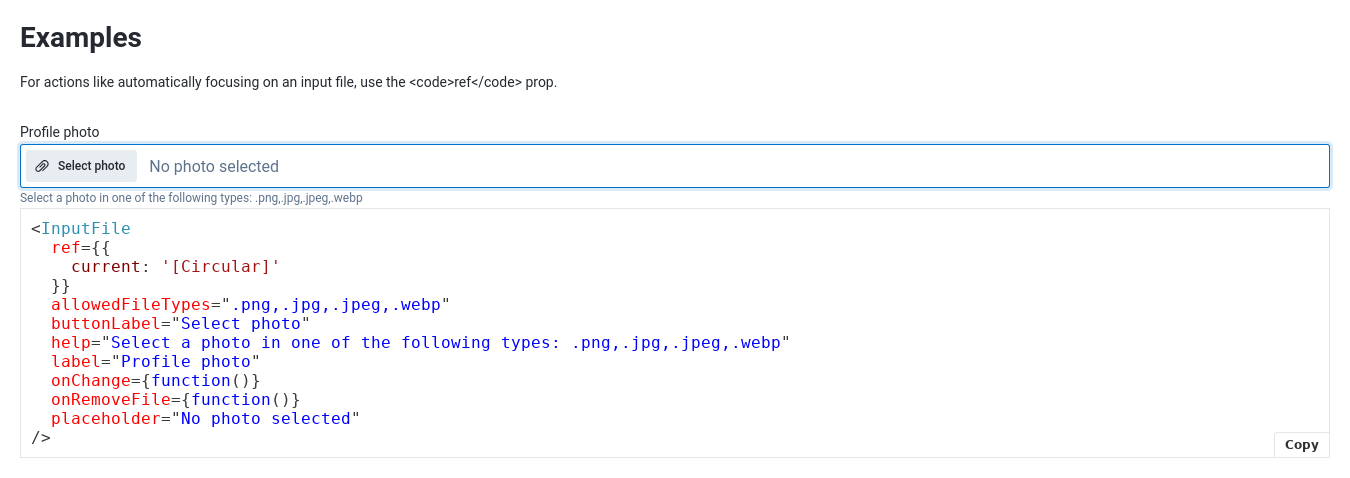 Examples
For actions like automatically focusing on an input file, use the <code>ref</code> prop.
Profile photo
Select photo No photo selected
Select a photo in one of the following types: .png,.jpg,.jpeg,.webp
<InputFile
  ref={{
    current: '[Circular]'
  }}
  allowedFileTypes=".png,.jpg,.jpeg,.webp"
  buttonLabel="Select photo"
  help="Select a photo in one of the following types: .png,.jpg,.jpeg,.webp"
  label="Profile photo"
  onChange={function()}
  onRemoveFile={function()}
  placeholder="No photo selected"
/>
Copy